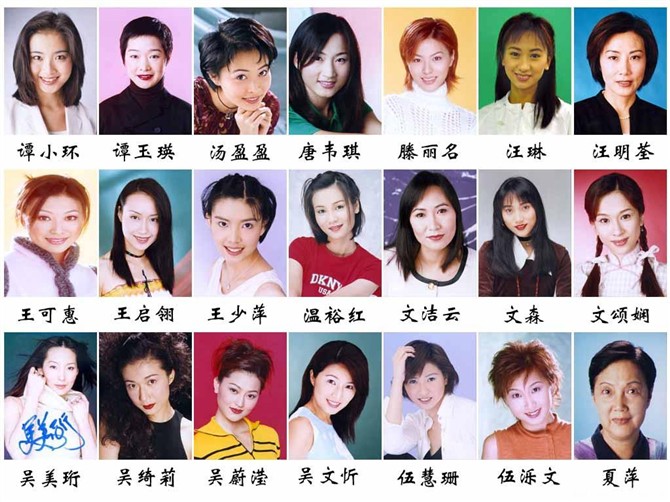 谭小环 谭玉瑛 汤盈盈 唐韦琪 滕丽名 汪琳 汪明荃
DKNY
USA
王可惠 王启翎 王少萍 温裕红 文洁云 文森 文颂娴
吴美珩 吴绮莉 吴蔚滢 吴文忻 伍慧珊 伍泺文 夏萍